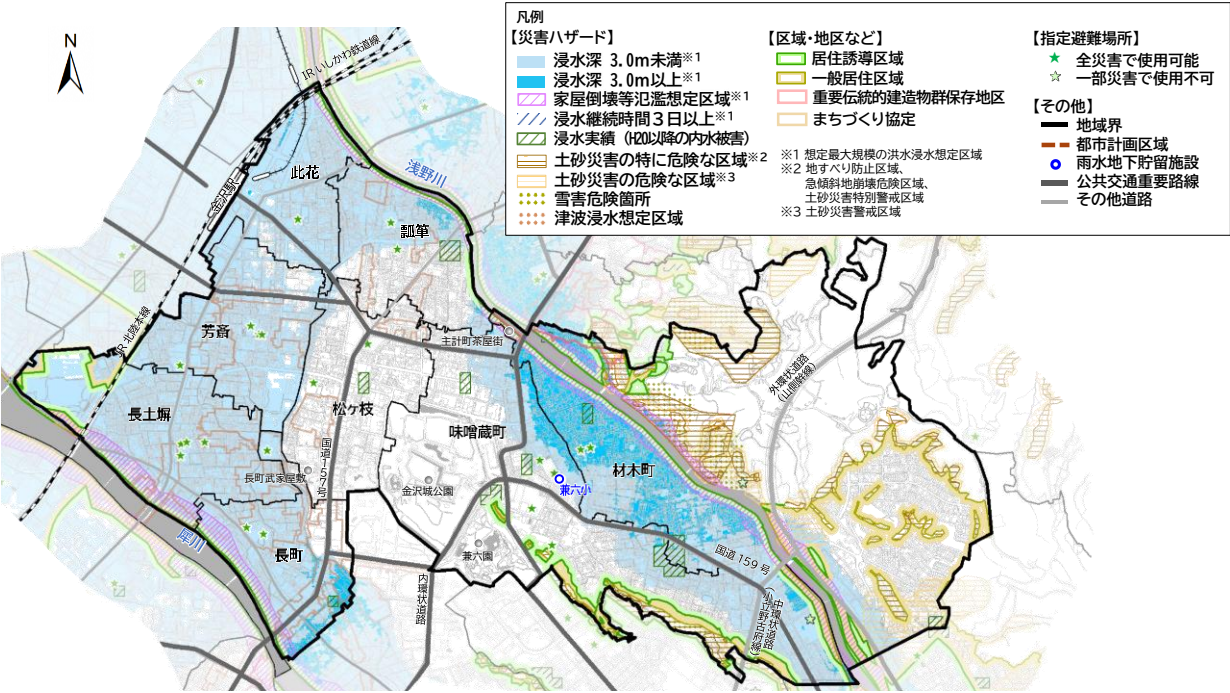 N
凡例
【災害ハザード】
浸水深 3.0m未満※1
浸水深 3.0m以上※1
家屋倒壊等氾濫想定区域※1
浸水継続時間３日以上※1
浸水実績（H20以降の内水被害）
土砂災害の特に危険な区域※2
土砂災害の危険な区域※3
雪害危険箇所
津波浸水想定区域
【区域・地区など】
居住誘導区域
一般居住区域
重要伝統的建造物群保存地区
まちづくり協定
※1 想定最大規模の洪水浸水想定区域
※2 地すべり防止区域、
急傾斜地崩壊危険区域、
土砂災害特別警戒区域
※3 土砂災害警戒区域
【指定避難場所】
全災害で使用可能
一部災害で使用不可
【その他】
地域界
都市計画区域
雨水地下貯留施設
公共交通重要路線
その他道路
IRいしかわ鉄道線
浅野川
此花
金沢駅
瓢箪
JR北陸本線
芳斎
主計町茶屋街
外環状道路
（山側幹線）
長土塀
松ヶ枝
味噌蔵町
国道157号
材木町
長町武家屋敷
金沢城公園
兼六小
犀川
長町
兼六園
国道159号
内環状道路
中環状道路
（小立野古府線）